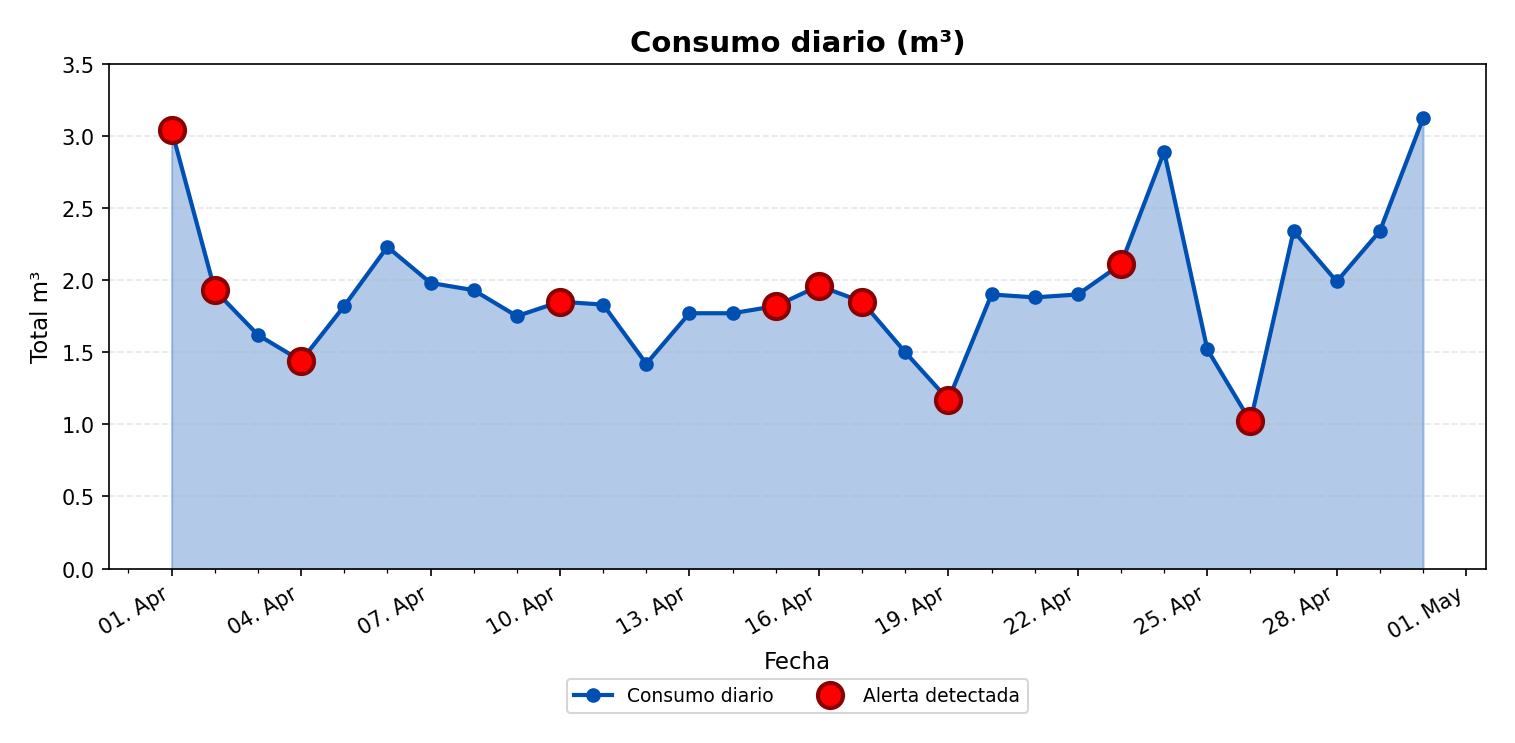 Consumo diario (m³)
3.5
3.0
2.5
2.0
1.5
1.0
0.5
0.0
Total m³
01. Apr
04. Apr
07. Apr
10. Apr
13. Apr
16. Apr
19. Apr
22. Apr
25. Apr
28. Apr
01. May
Fecha
Consumo diario
Alerta detectada